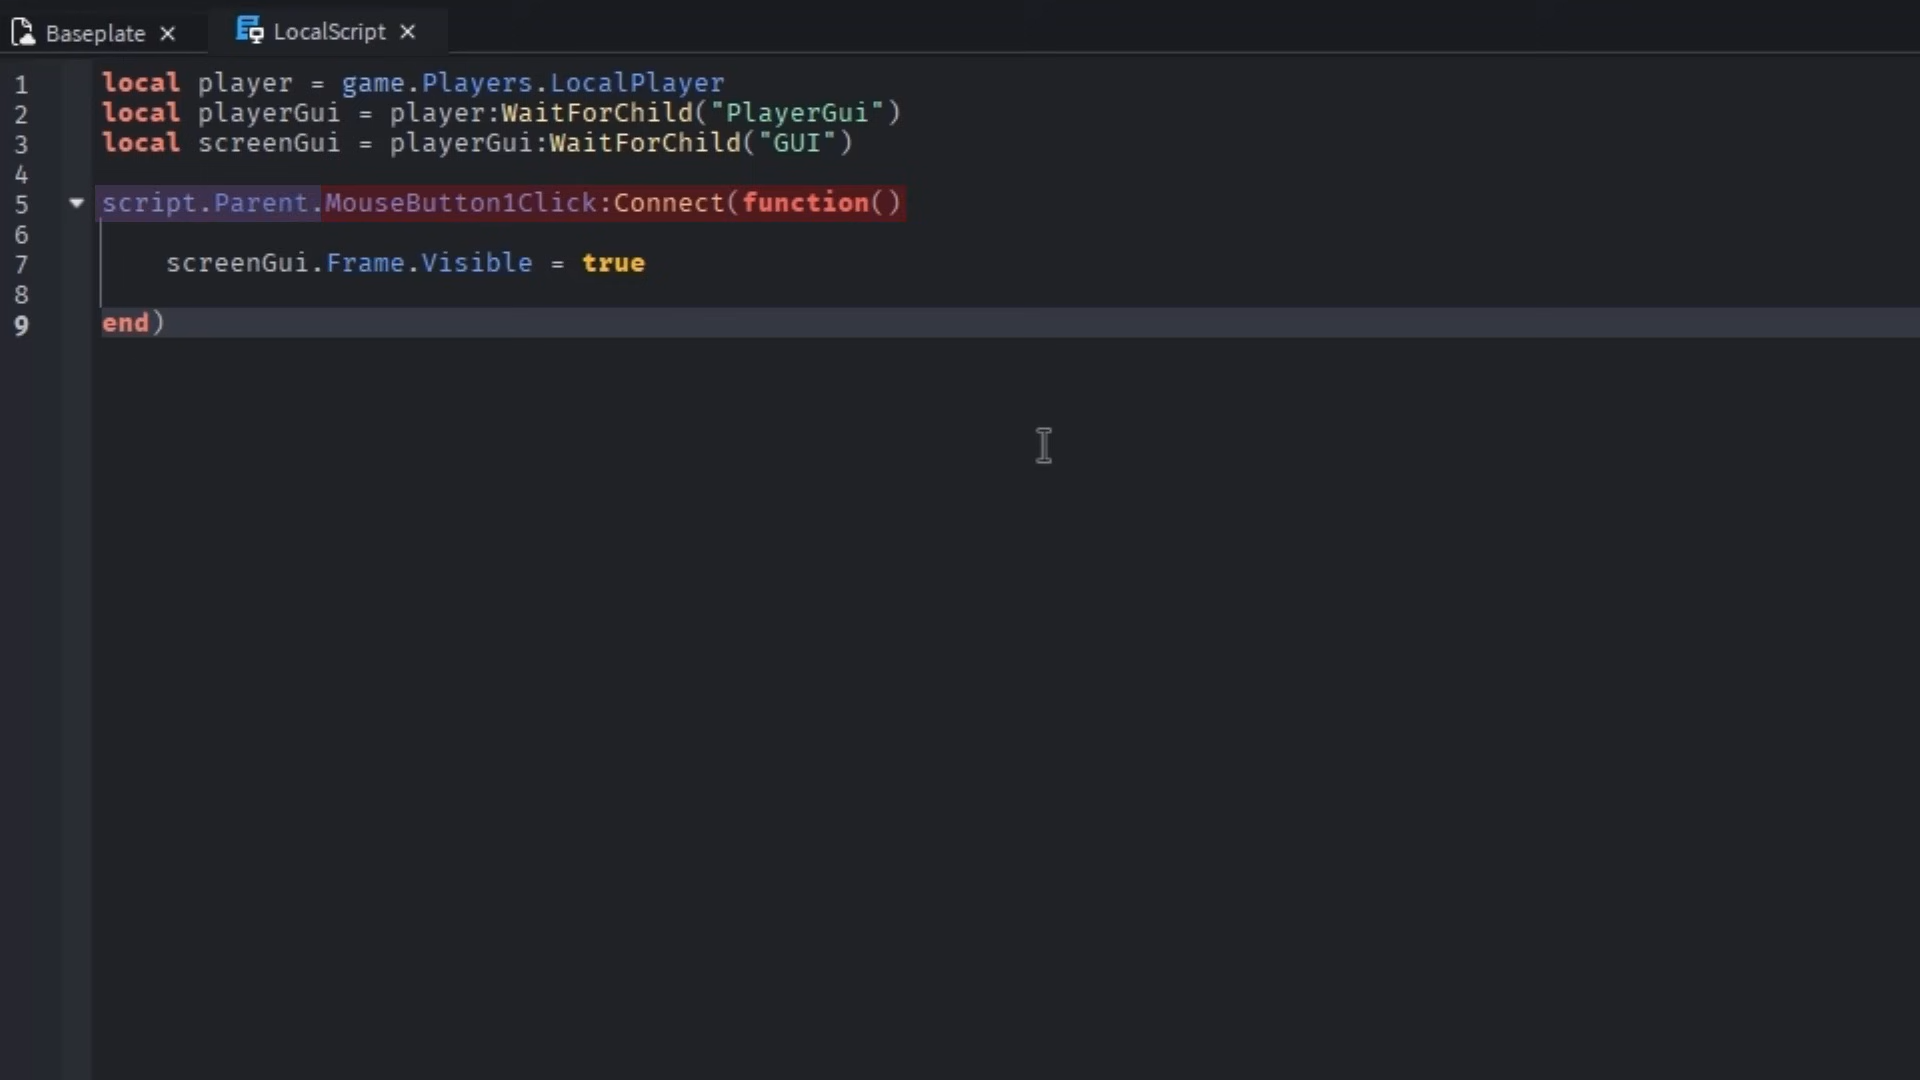 Baseplate × LocalScript ×
1 local player = game.Players.LocalPlayer
2 local playerGui = player:WaitForChild("PlayerGui")
3 local screenGui = playerGui:WaitForChild("GUI")
4
5 script.Parent.MouseButton1Click:Connect(function()
6
7 screenGui.Frame.Visible = true
8
9 end)